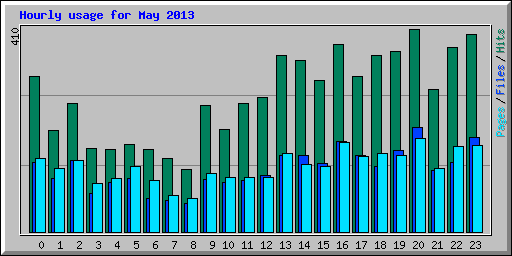 Hourly usage for May 2013
410
Pages / Files / Hits
0 1 2 3 4 5 6 7 8 9 10 11 12 13 14 15 16 17 18 19 20 21 22 23